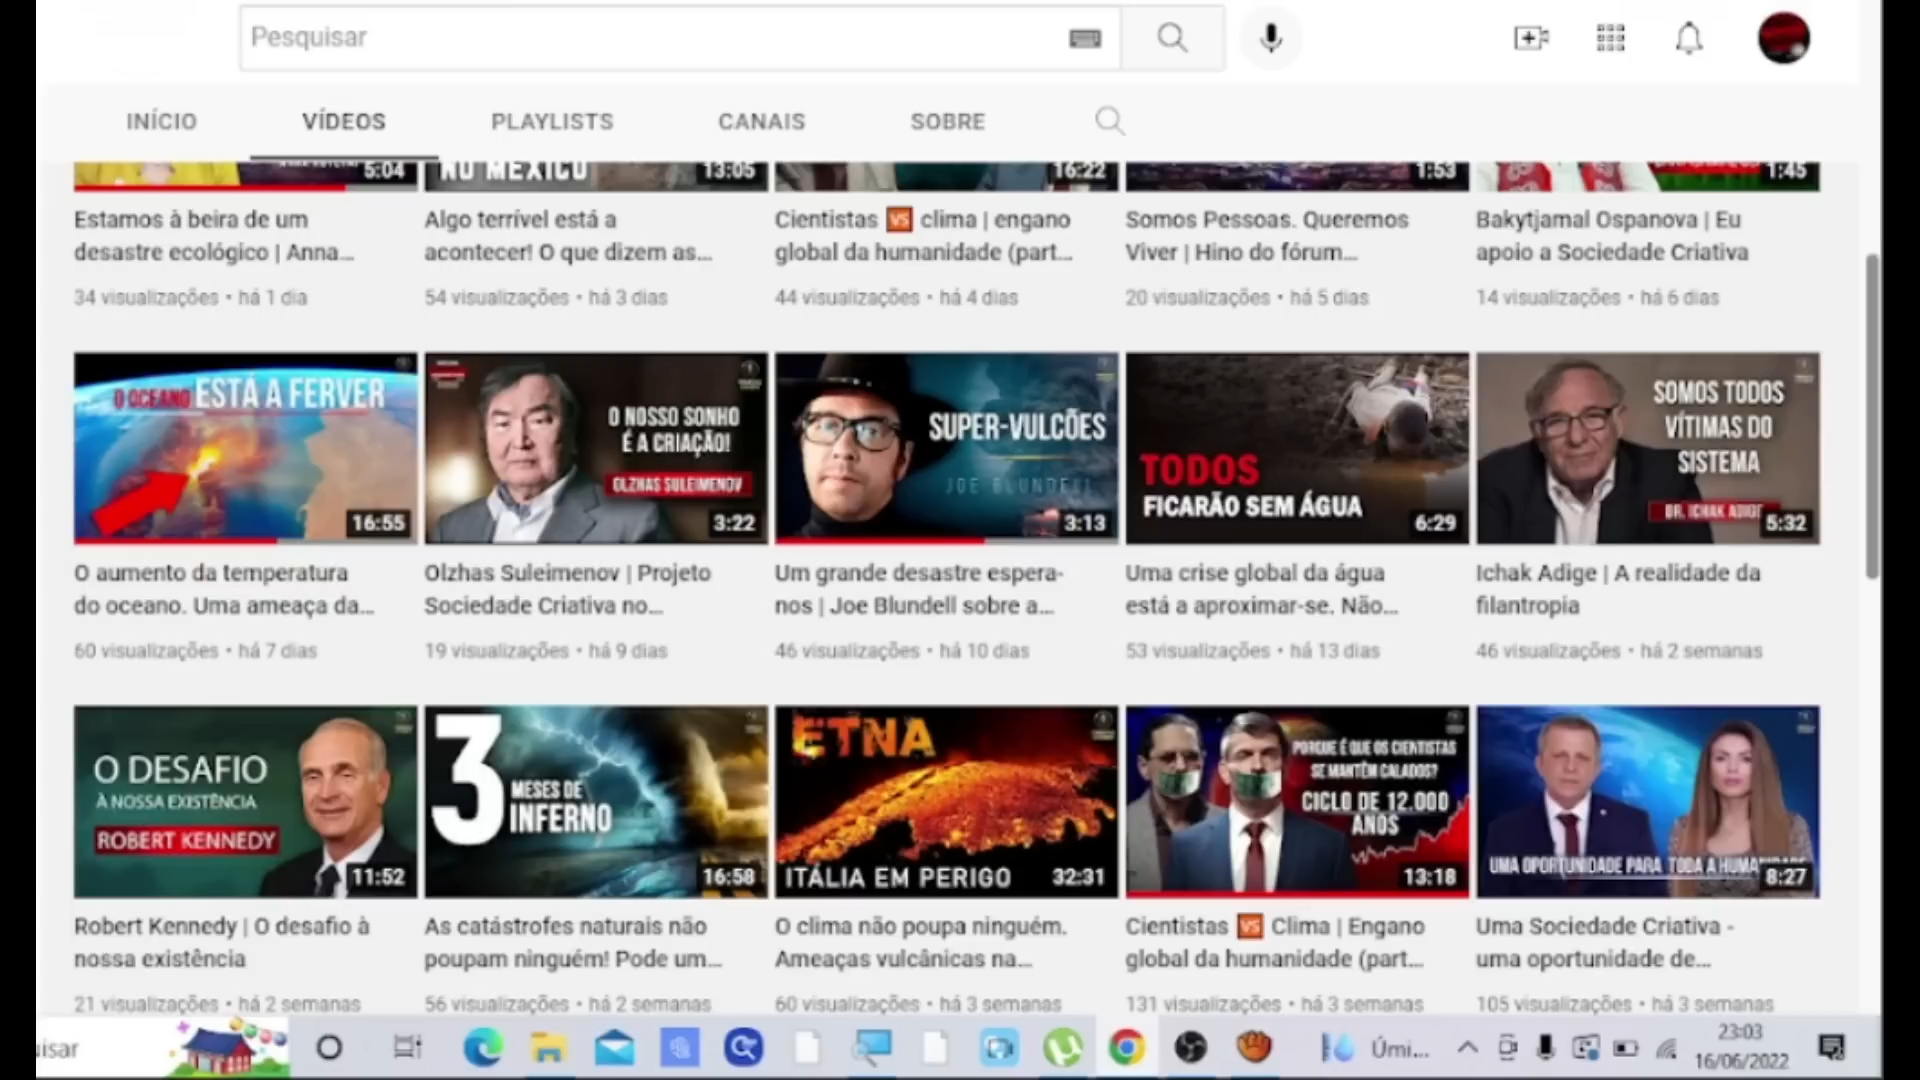 Pesquisar
INÍCIO VÍDEOS PLAYLISTS CANAIS SOBRE
5:04 NO MÉXICO 13:05 16:22 1:53 1:45
Estamos à beira de um
desastre ecológico | Anna...
34 visualizações • há 1 dia
Algo terrível está a
acontecer! O que dizem as...
54 visualizações • há 3 dias
Cientistas VS clima | engano
global da humanidade (part...
44 visualizações • há 4 dias
Somos Pessoas. Queremos
Viver | Hino do fórum...
20 visualizações • há 5 dias
Bakytjamal Ospanova | Eu
apoio a Sociedade Criativa
14 visualizações • há 6 dias
O OCEANO ESTÁ A FERVER
16:55
O aumento da temperatura
do oceano. Uma ameaça da...
60 visualizações • há 7 dias
O NOSSO SONHO
É A CRIAÇÃO!
OLZHAS SULEIMENOV
3:22
Olzhas Suleimenov | Projeto
Sociedade Criativa no...
19 visualizações • há 9 dias
SUPER-VULCÕES
JOE BLUNDELL
3:13
Um grande desastre espera-
nos | Joe Blundell sobre a...
46 visualizações • há 10 dias
TODOS
FICARÃO SEM ÁGUA
6:29
Uma crise global da água
está a aproximar-se. Não...
53 visualizações • há 13 dias
SOMOS TODOS
VÍTIMAS DO
SISTEMA
DR. ICHAK ADIGE
5:32
Ichak Adige | A realidade da
filantropia
46 visualizações • há 2 semanas
O DESAFIO
À NOSSA EXISTÊNCIA
ROBERT KENNEDY
11:52
Robert Kennedy | O desafio à
nossa existência
21 visualizações • há 2 semanas
3 MESES DE
INFERNO
16:58
As catástrofes naturais não
poupam ninguém! Pode um...
56 visualizações • há 2 semanas
ETNA
ITÁLIA EM PERIGO
32:31
O clima não poupa ninguém.
Ameaças vulcânicas na...
60 visualizações • há 3 semanas
PORQUE É QUE OS CIENTISTAS
SE MANTÊM CALADOS?
CICLO DE 12.000
ANOS
13:18
Cientistas VS Clima | Engano
global da humanidade (part...
131 visualizações • há 3 semanas
UMA OPORTUNIDADE PARA TODA A HUMANIDADE
8:27
Uma Sociedade Criativa -
uma oportunidade de...
105 visualizações • há 3 semanas
uisar
Úmi...
23:03
16/06/2022